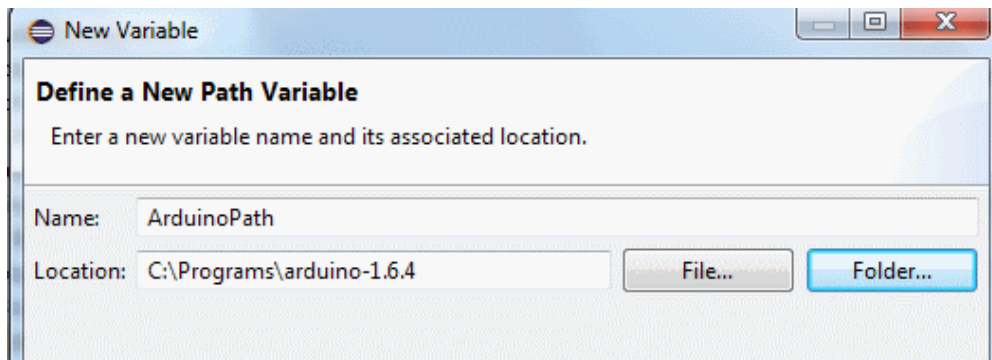 New Variable
Define a New Path Variable
Enter a new variable name and its associated location.
Name: ArduinoPath
Location: C:\Programs\arduino-1.6.4 File... Folder...